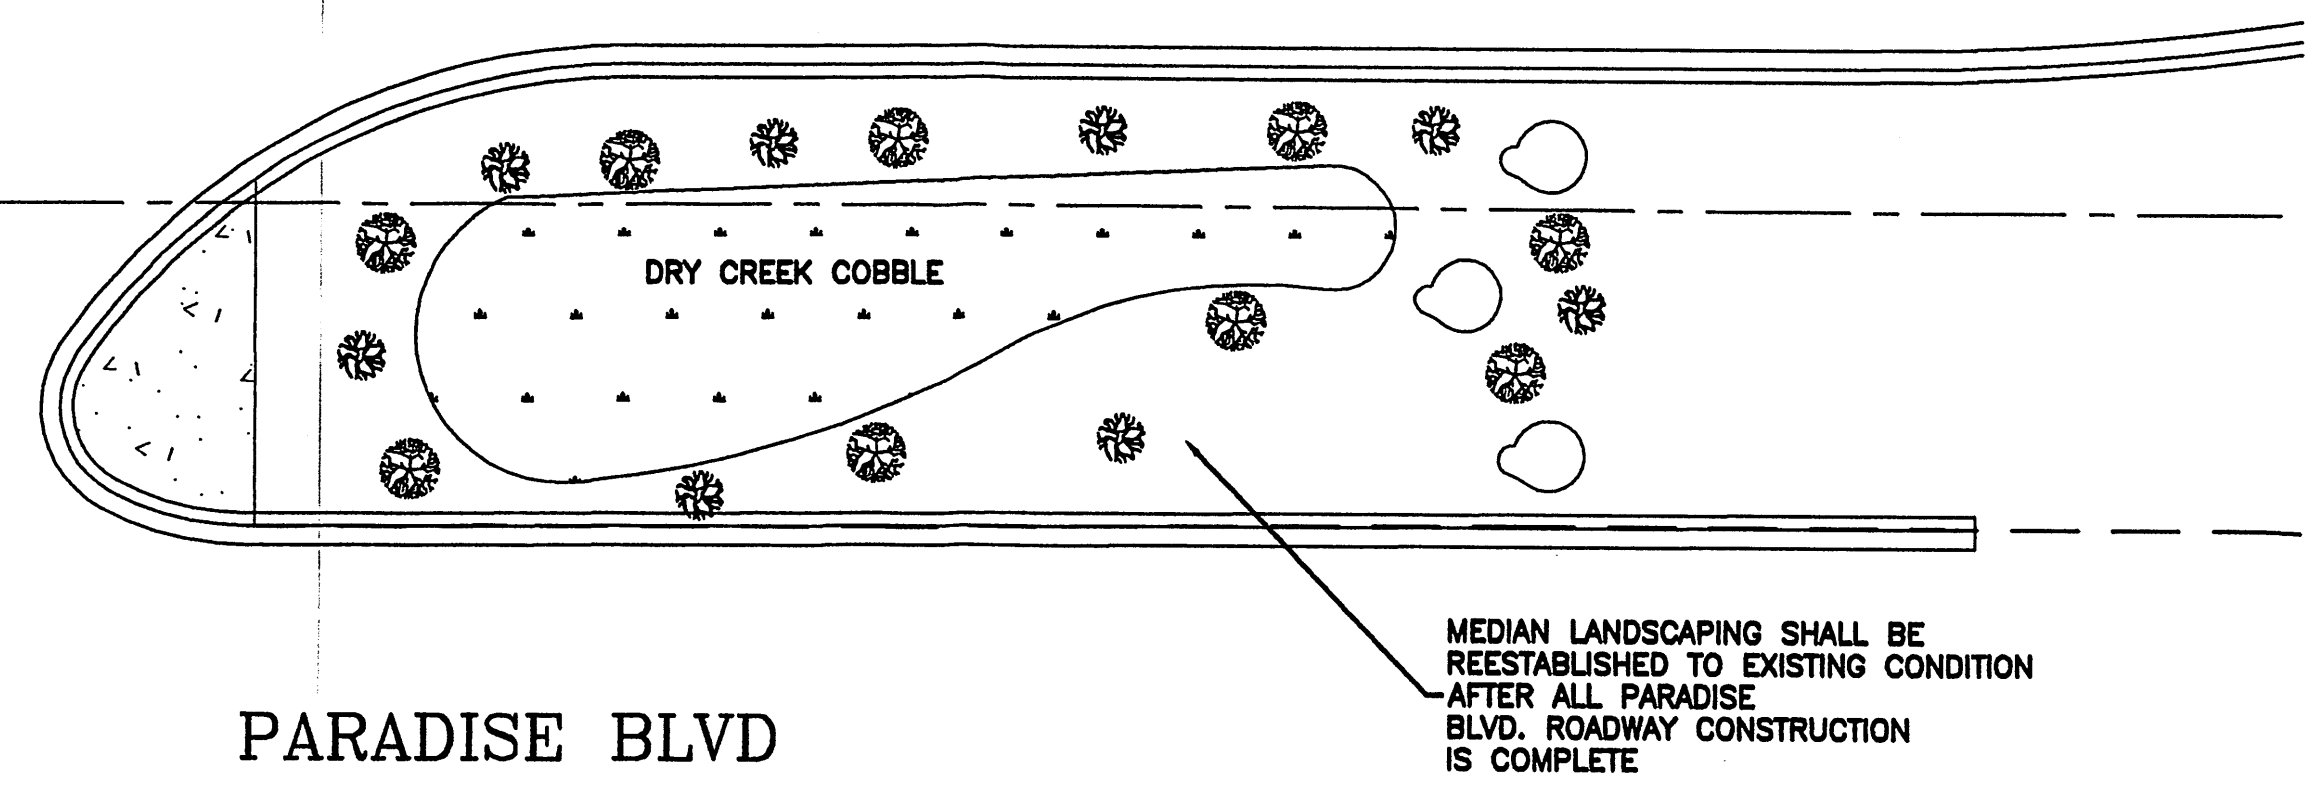 DRY CREEK COBBLE
MEDIAN LANDSCAPING SHALL BE
REESTABLISHED TO EXISTING CONDITION
AFTER ALL PARADISE
BLVD. ROADWAY CONSTRUCTION
IS COMPLETE
PARADISE BLVD